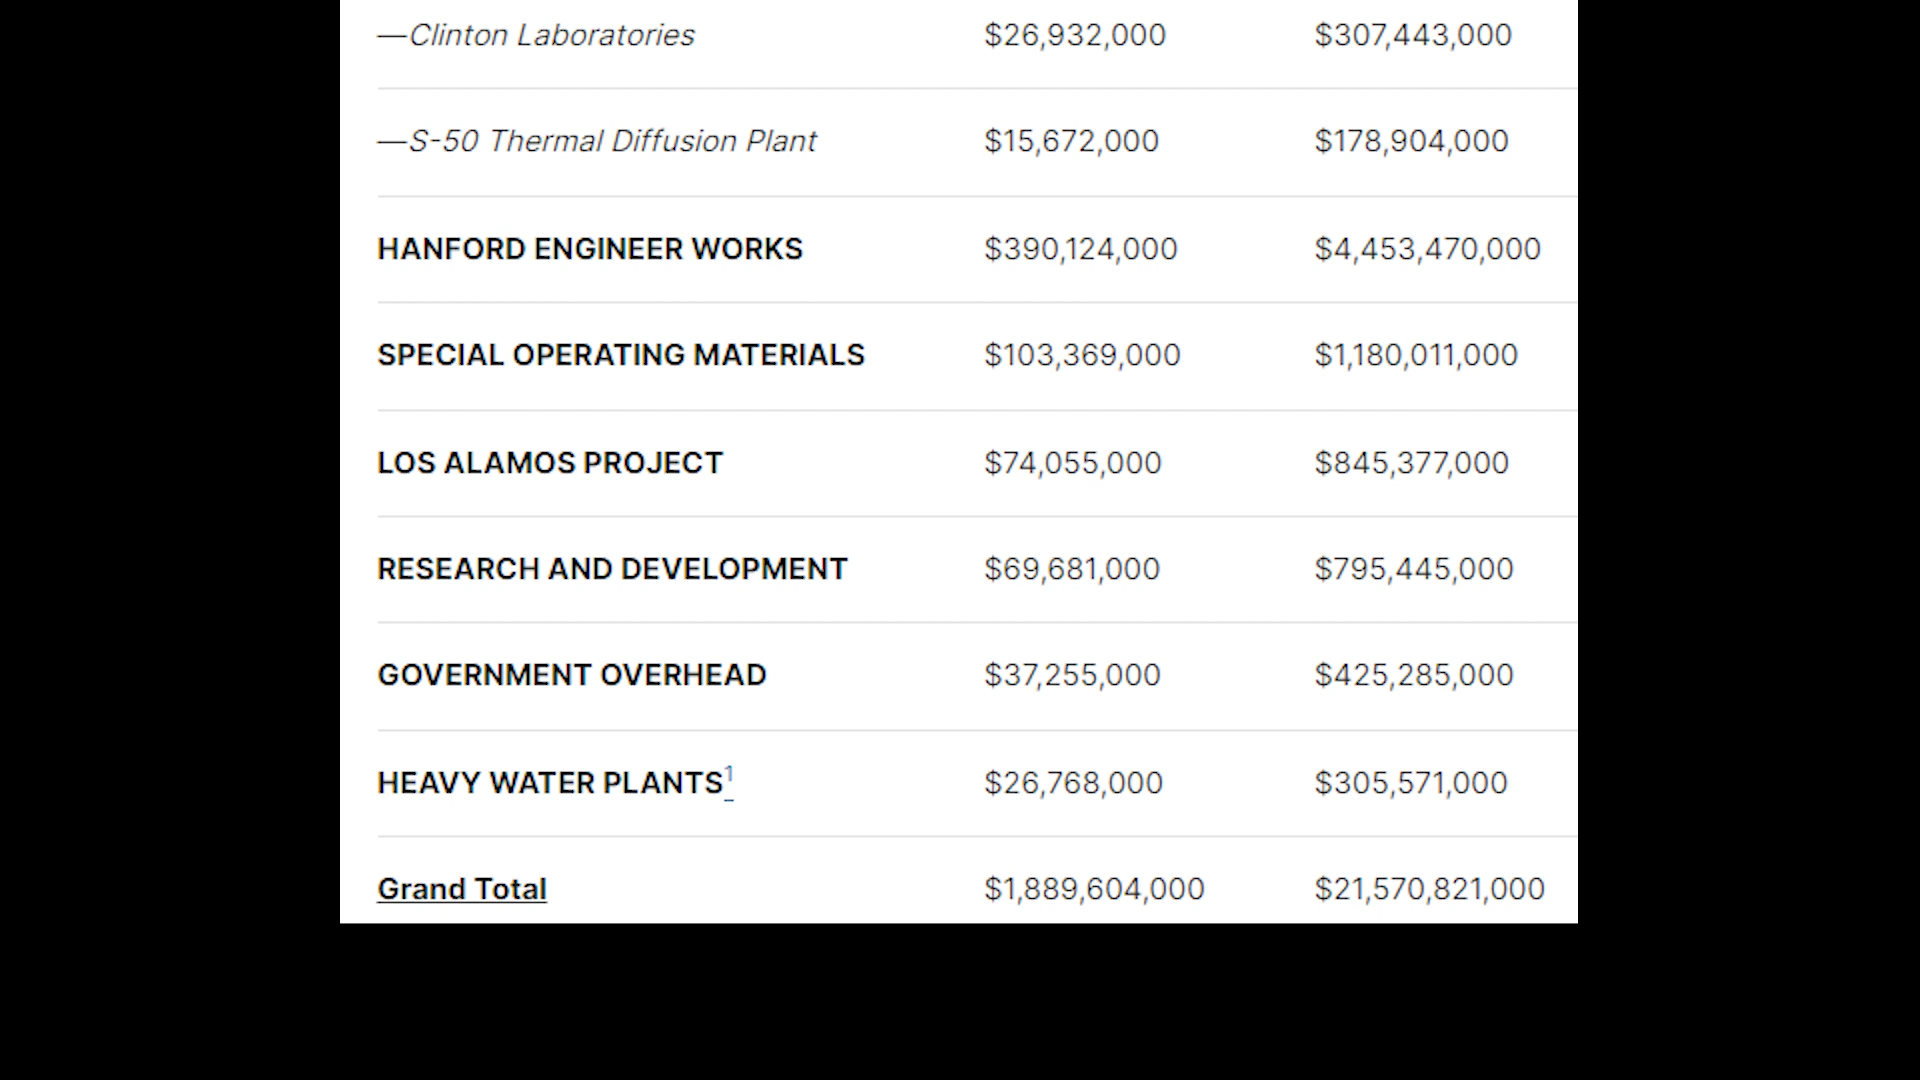 —Clinton Laboratories $26,932,000 $307,443,000
—S-50 Thermal Diffusion Plant $15,672,000 $178,904,000
HANFORD ENGINEER WORKS $390,124,000 $4,453,470,000
SPECIAL OPERATING MATERIALS $103,369,000 $1,180,011,000
LOS ALAMOS PROJECT $74,055,000 $845,377,000
RESEARCH AND DEVELOPMENT $69,681,000 $795,445,000
GOVERNMENT OVERHEAD $37,255,000 $425,285,000
HEAVY WATER PLANTS1 $26,768,000 $305,571,000
Grand Total $1,889,604,000 $21,570,821,000